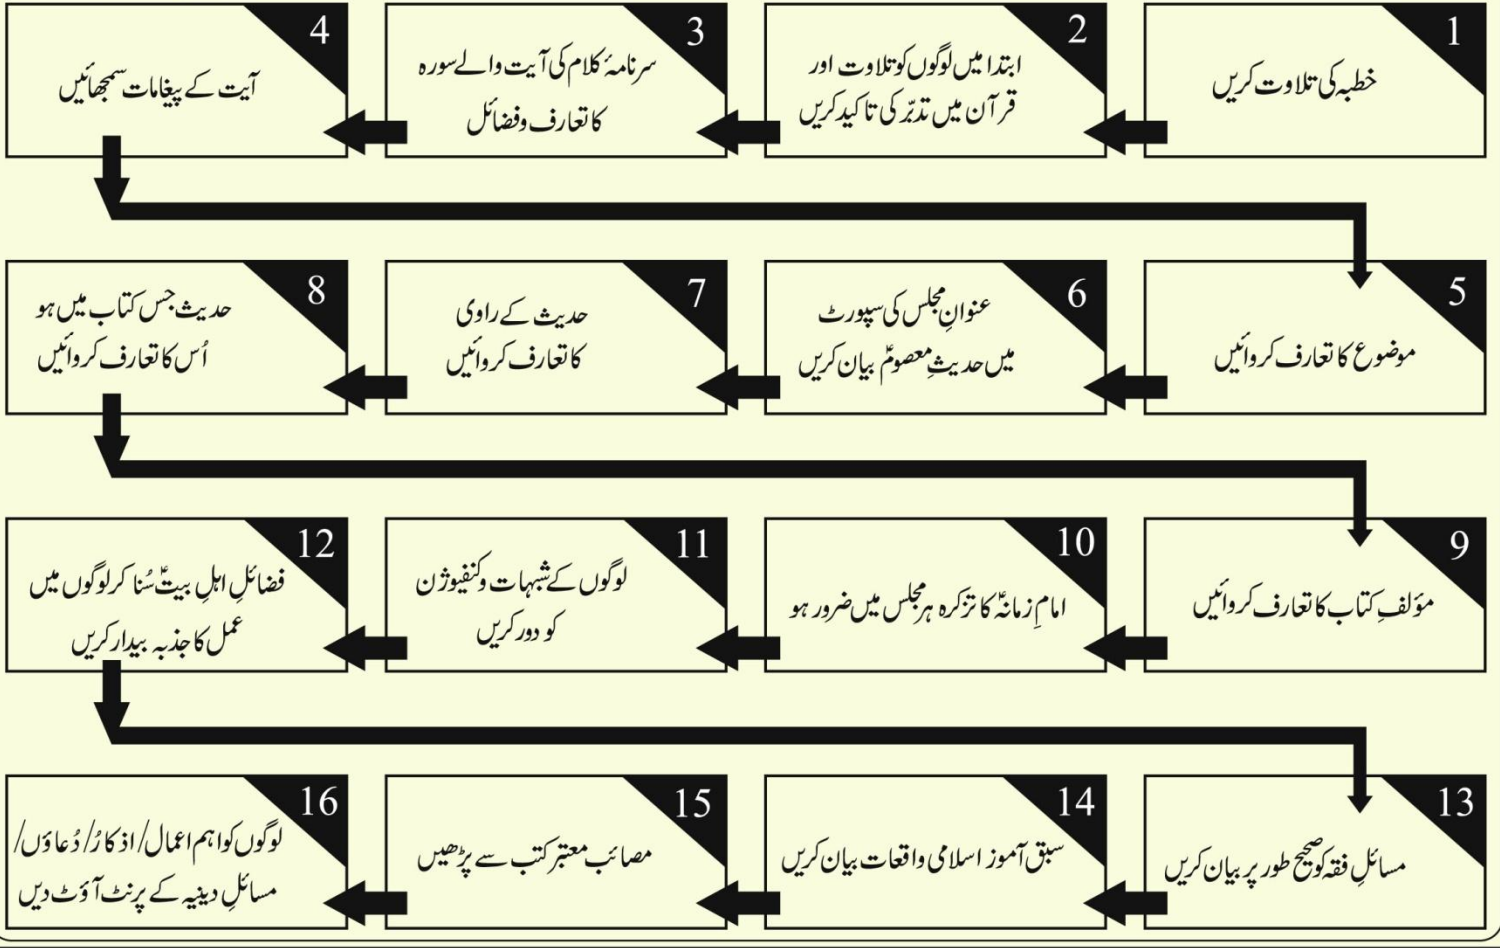 1
خطبہ کی تلاوت کریں
2
ابتدا میں لوگوں کو تلاوت اور
قرآن میں تدبّر کی تاکید کریں
3
سرنامۂ کلام کی آیت والے سورہ
کا تعارف و فضائل
4
آیت کے پیغامات سمجھائیں
5
موضوع کا تعارف کروائیں
6
عنوانِ مجلس کی سپورٹ
میں حدیثِ معصومؑ بیان کریں
7
حدیث کے راوی
کا تعارف کروائیں
8
حدیث جس کتاب میں ہو
اُس کا تعارف کروائیں
9
مؤلفِ کتاب کا تعارف کروائیں
10
امامِ زمانہؑ کا تزکرہ ہر مجلس میں ضرور ہو
11
لوگوں کے شبہات و کنفیوژن
کو دور کریں
12
فضائلِ اہلِ بیتؑ سُنا کر لوگوں میں
عمل کا جذبہ بیدار کریں
13
مسائلِ فقہ کو صحیح طور پر بیان کریں
14
سبق آموز اسلامی واقعات بیان کریں
15
مصائب معتبر کتب سے پڑھیں
16
لوگوں کو اہم اعمال/اذکارُ/دُعاؤں/
مسائلِ دینیہ کے پرنٹ آؤٹ دیں